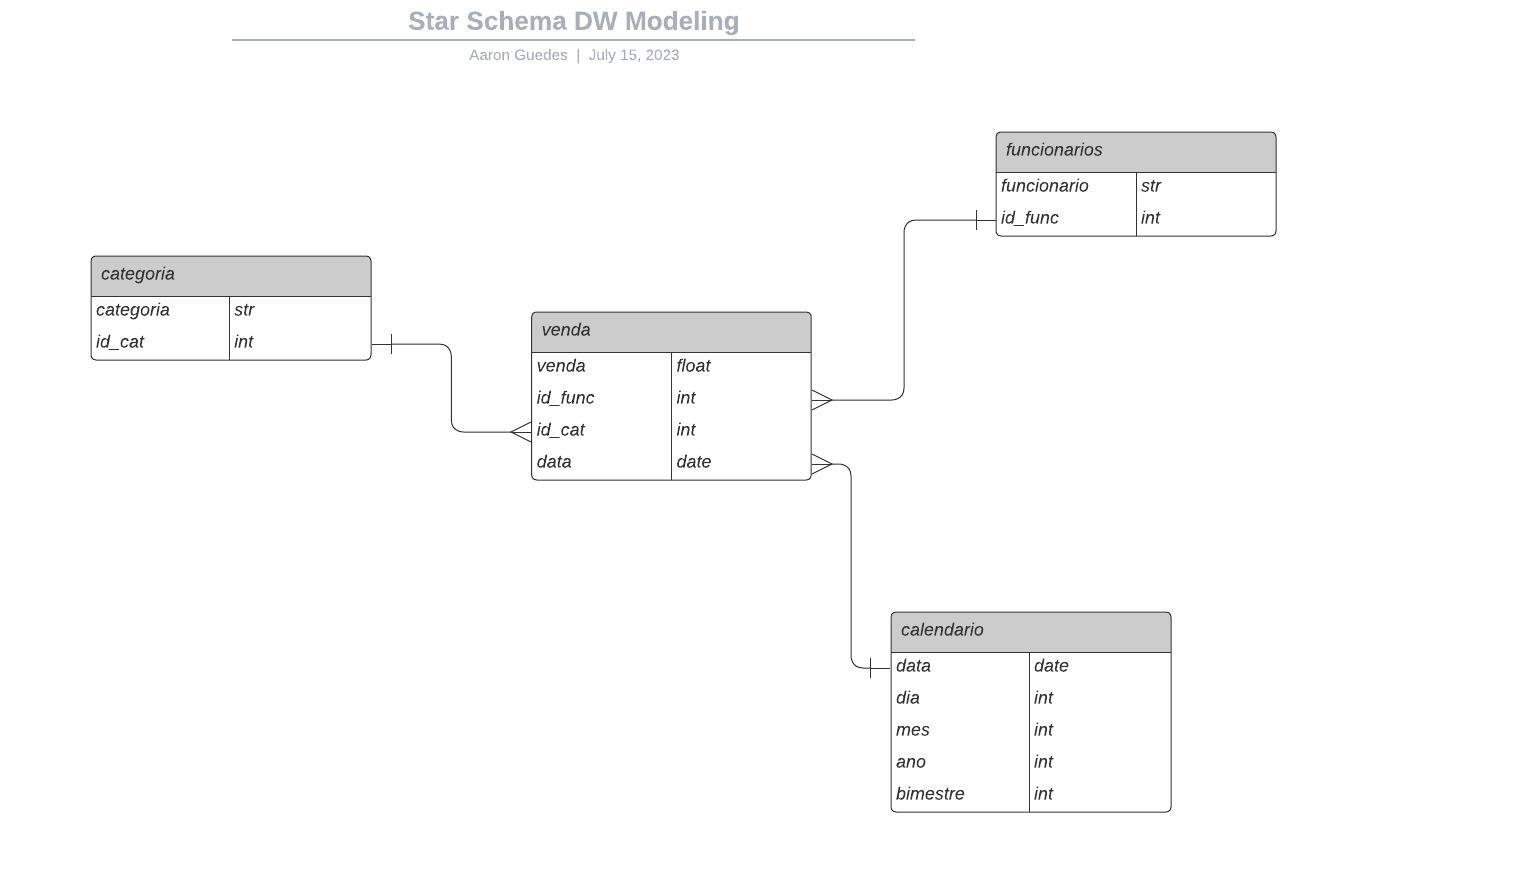 Star Schema DW Modeling
Aaron Guedes | July 15, 2023
funcionarios
funcionario str
id_func int
categoria
categoria str
id_cat int
venda
venda float
id_func int
id_cat int
data date
calendario
data date
dia int
mes int
ano int
bimestre int